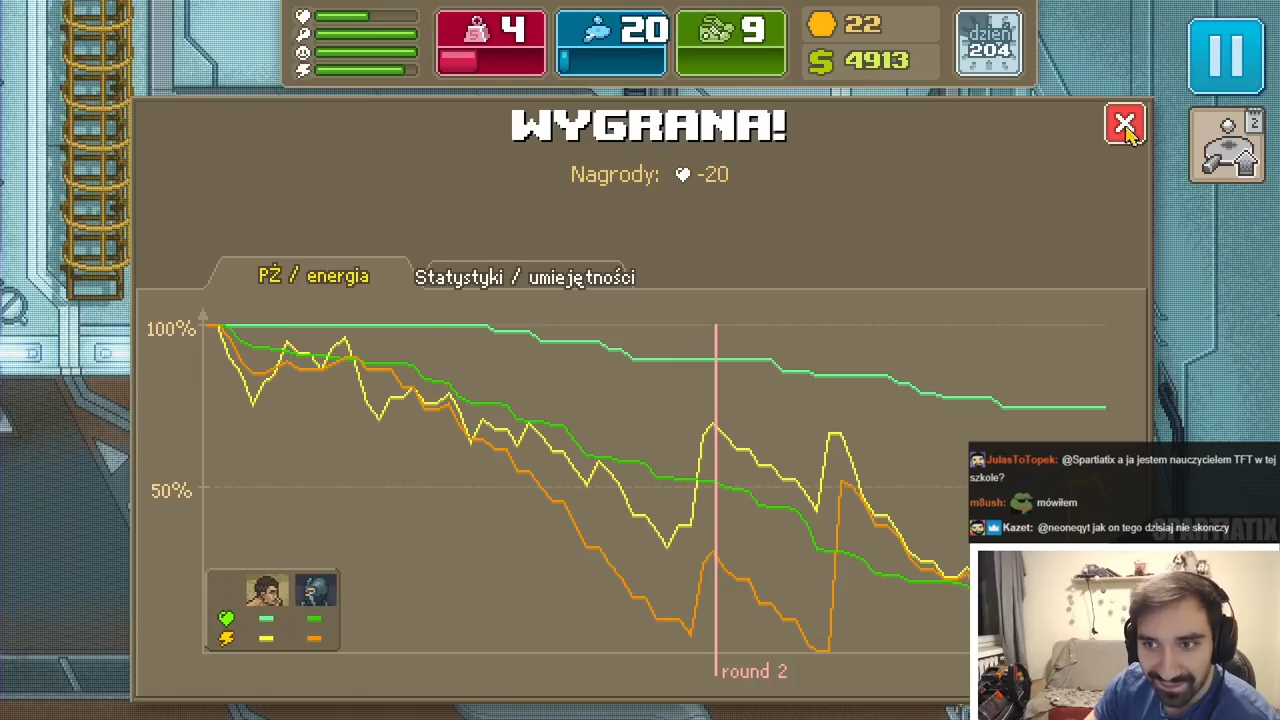 4
20
9
22
4913
dzień
204
z
WYGRANA!
Nagrody: -20
PŻ / energia
Statystyki / umiejętności
100%
50%
round 2
JulasToTopek: @Spartiatix a ja jestem nauczycielem TFT w tej
szkole?
m8ush: mówiłem
Kazet: @neoneqyt jak on tego dzisiaj nie skonczy
SPARTIATIX